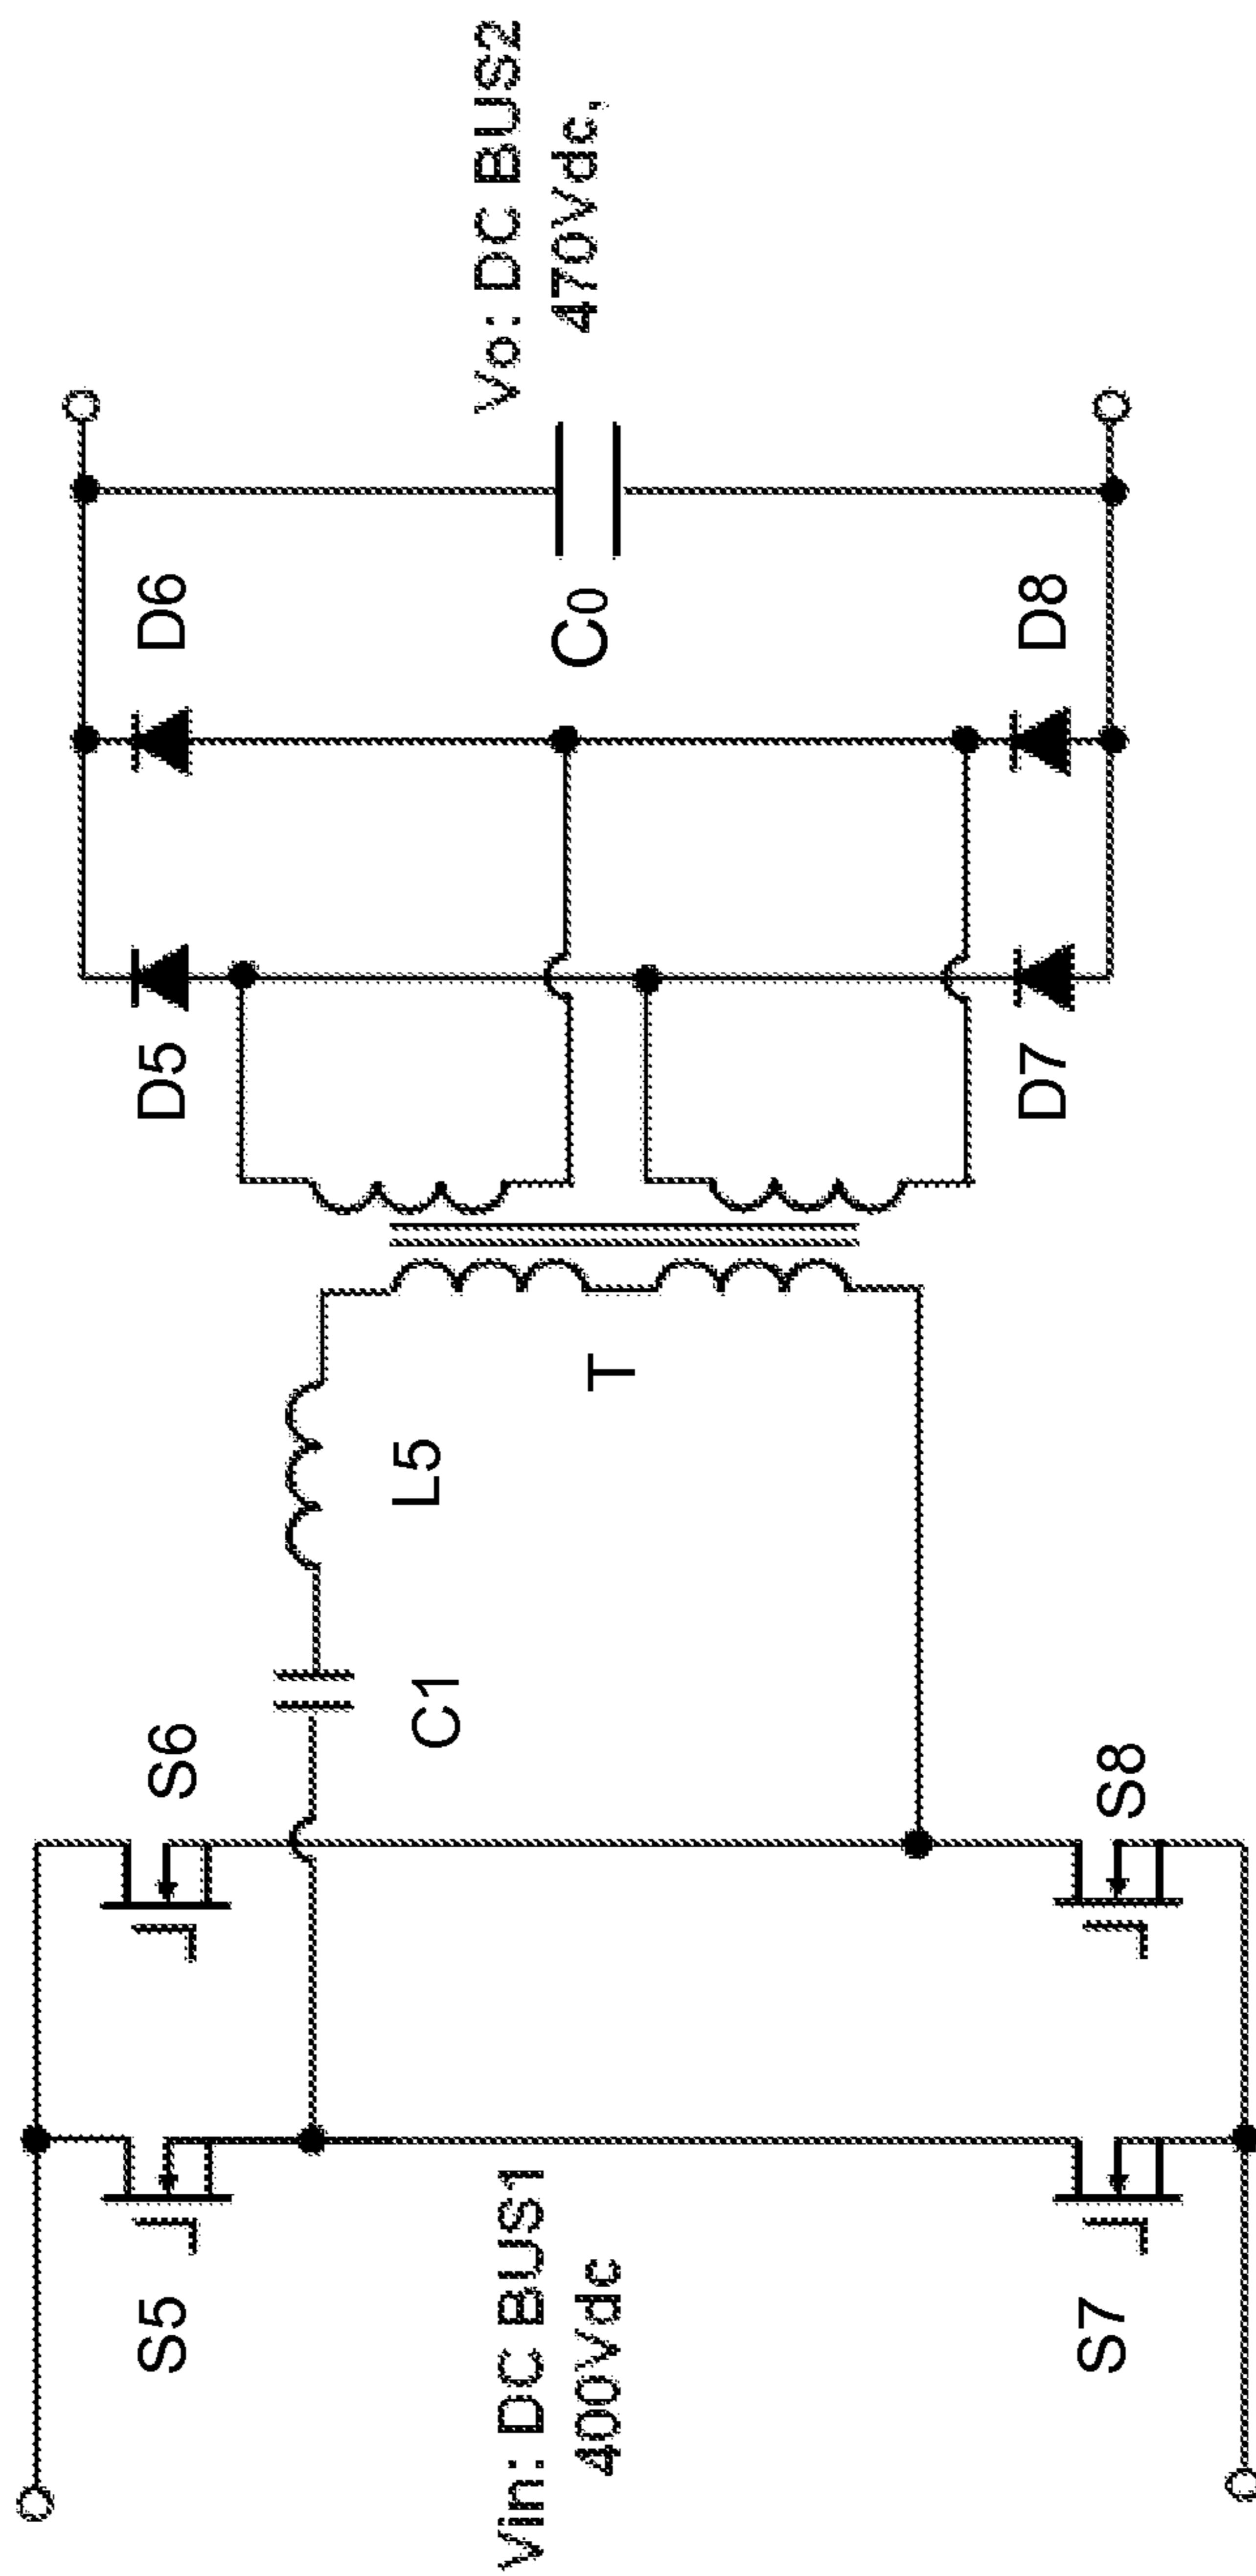 S5
S6
C1
L5
T
D5
D6
Vin: DC BUS1
400Vdc
C0
Vo: DC BUS2
470Vdc,
S7
S8
D7
D8